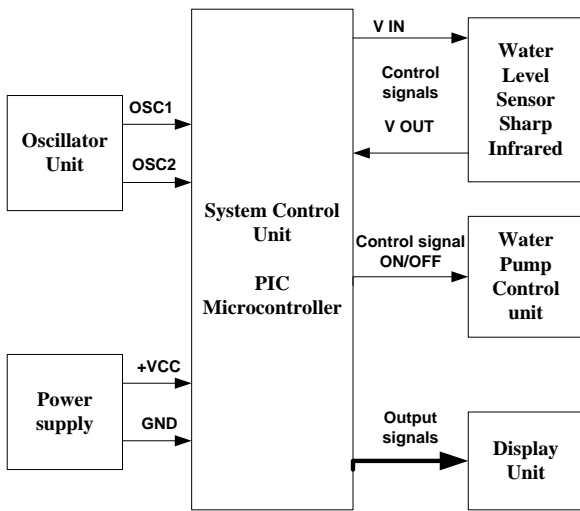 Oscillator
Unit
OSC1
OSC2
Power
supply
+VCC
GND
System Control
Unit
PIC
Microcontroller
V IN
Control
signals
V OUT
Water
Level
Sensor
Sharp
Infrared
Control signal
ON/OFF
Water
Pump
Control
unit
Output
signals
Display
Unit